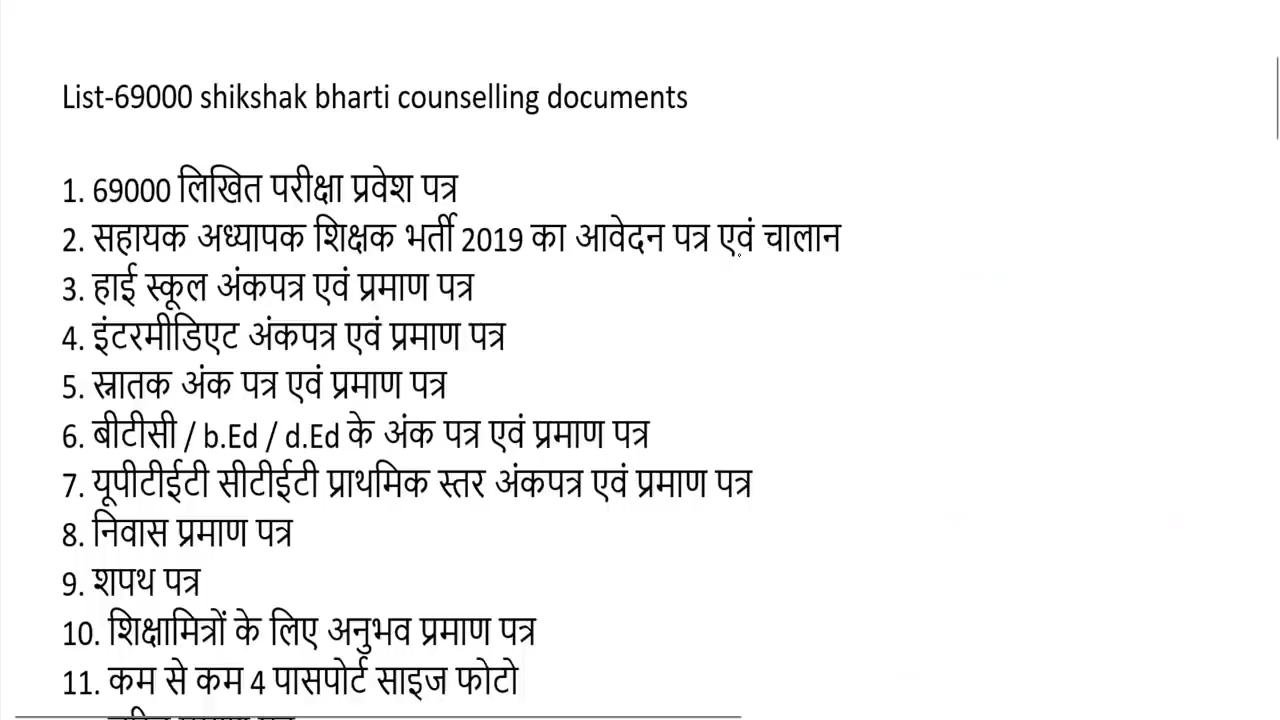 List-69000 shikshak bharti counselling documents
1. 69000 लिखित परीक्षा प्रवेश पत्र
2. सहायक अध्यापक शिक्षक भर्ती 2019 का आवेदन पत्र एवं चालान
3. हाई स्कूल अंकपत्र एवं प्रमाण पत्र
4. इंटरमीडिएट अंकपत्र एवं प्रमाण पत्र
5. स्नातक अंक पत्र एवं प्रमाण पत्र
6. बीटीसी / b.Ed / d.Ed के अंक पत्र एवं प्रमाण पत्र
7. यूपीटीईटी सीटीईटी प्राथमिक स्तर अंकपत्र एवं प्रमाण पत्र
8. निवास प्रमाण पत्र
9. शपथ पत्र
10. शिक्षामित्रों के लिए अनुभव प्रमाण पत्र
11. कम से कम 4 पासपोर्ट साइज फोटो